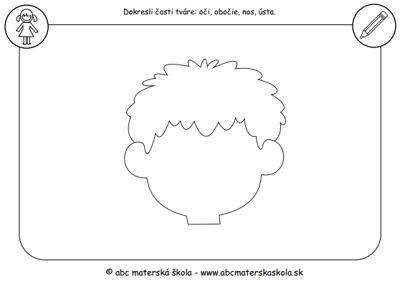 Dokresli časti tváre: oči, obočie, nos, ústa.
© abc materská škola - www.abcmaterskaskola.sk